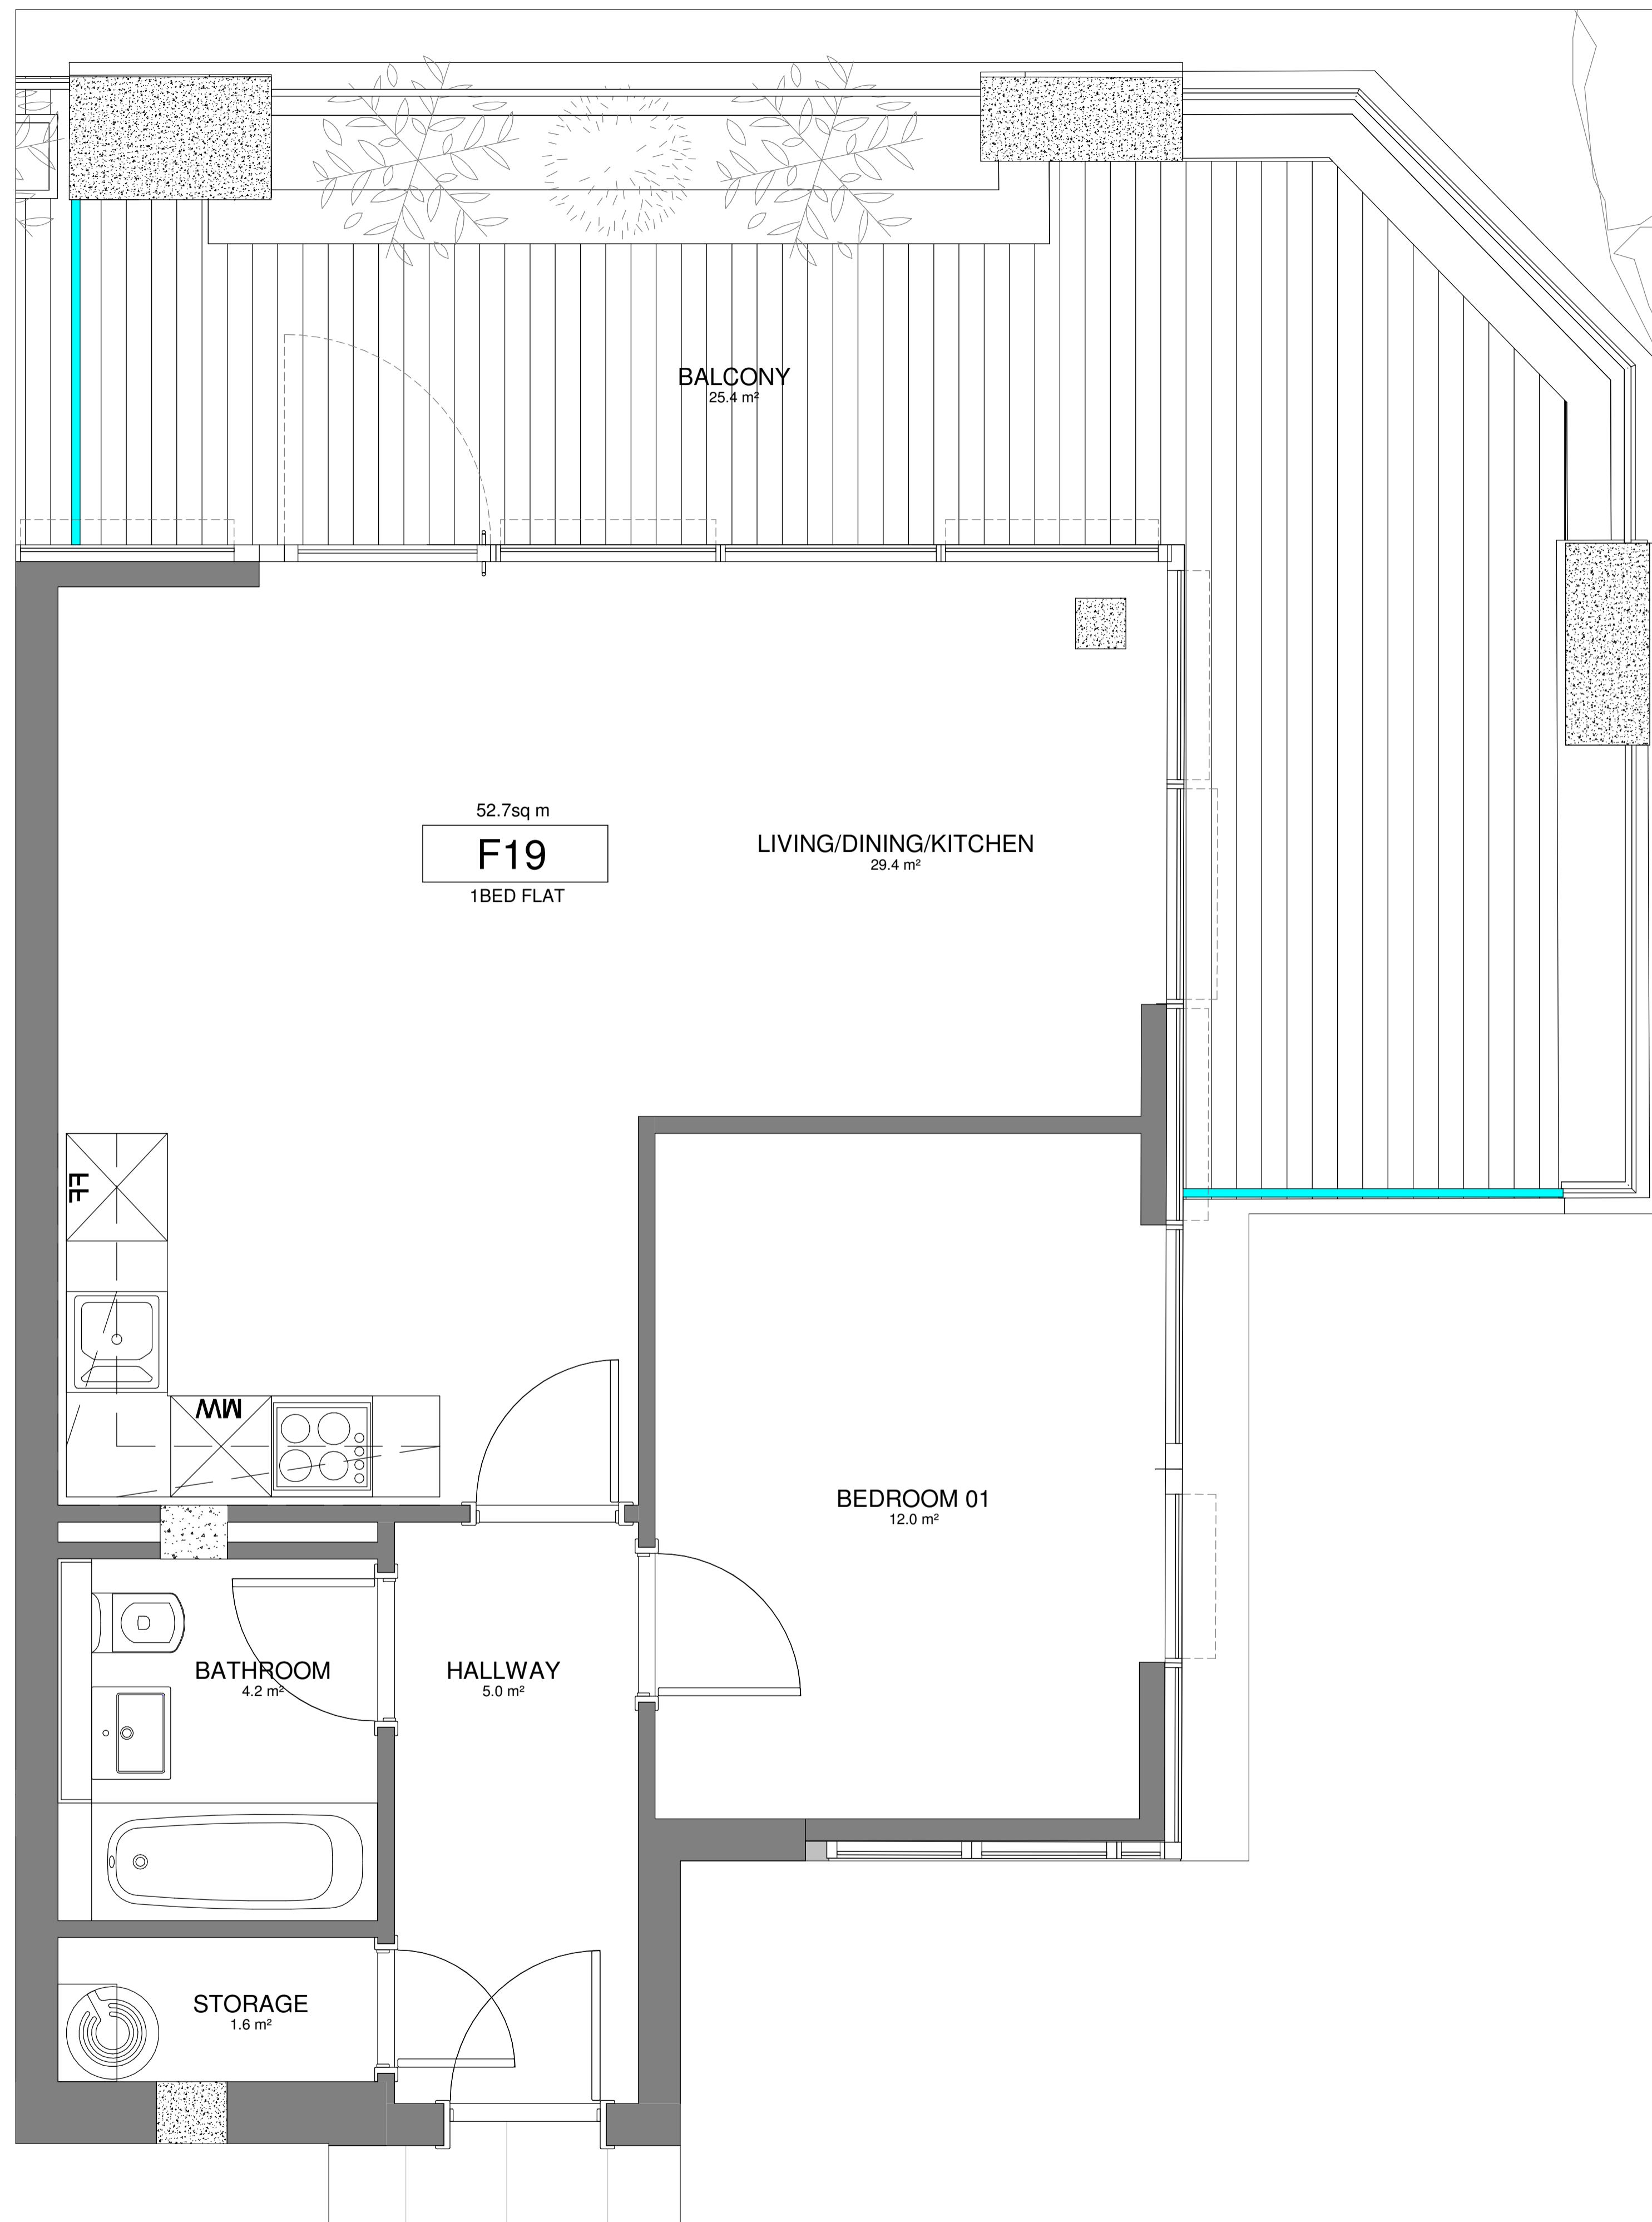 BALCONY
25.4 m²
52.7sq m
F19
1BED FLAT
LIVING/DINING/KITCHEN
29.4 m²
FF
MW
BEDROOM 01
12.0 m²
BATHROOM
4.2 m²
HALLWAY
5.0 m²
STORAGE
1.6 m²